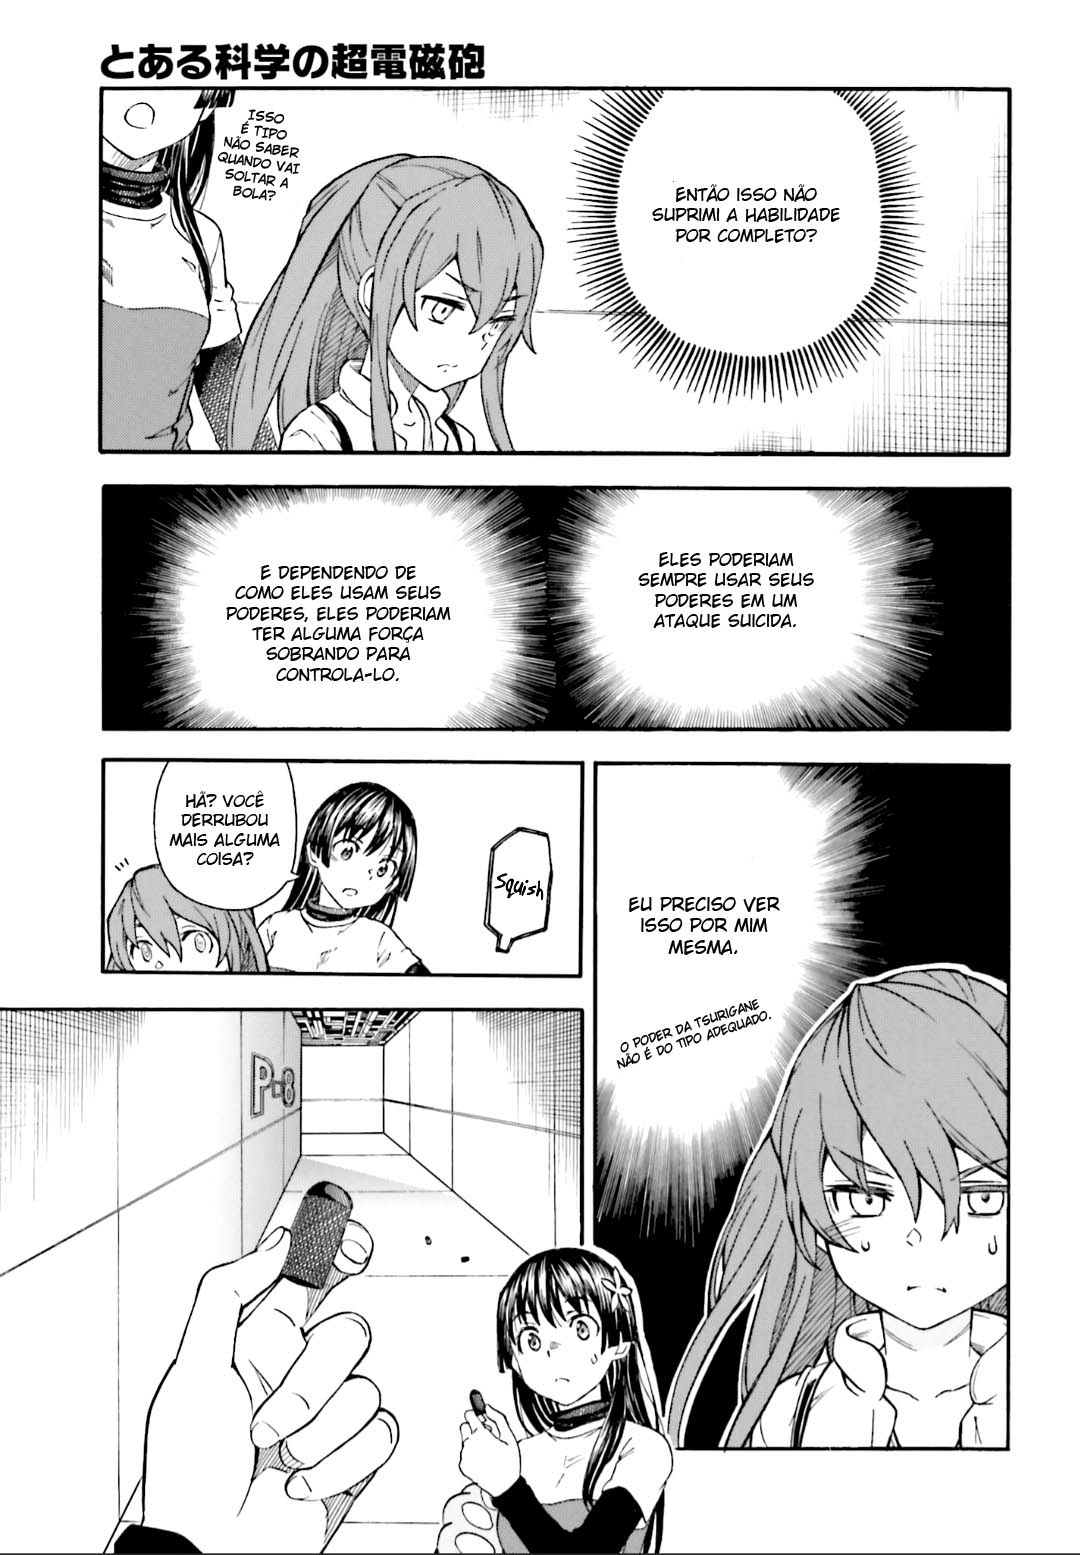 とある科学の超電磁砲
ENTÃO ISSO NÃO
SUPRIMI A HABILIDADE
POR COMPLETO?
ISSO
É TIPO
NÃO SABER
QUANDO VAI
SOLTAR A
BOLA?
ELES PODERIAM
SEMPRE USAR SEUS
PODERES EM UM
ATAQUE SUICIDA.
E DEPENDENDO DE
COMO ELES USAM SEUS
PODERES, ELES PODERIAM
TER ALGUMA FORÇA
SOBRANDO PARA
CONTROLA-LO.
EU PRECISO VER
ISSO POR MIM
MESMA.
O PODER DA TSURIGANE
NÃO É DO TIPO ADEQUADO.
Squish
HÃ? VOCÊ
DERRUBOU
MAIS ALGUMA
COISA?
P-8